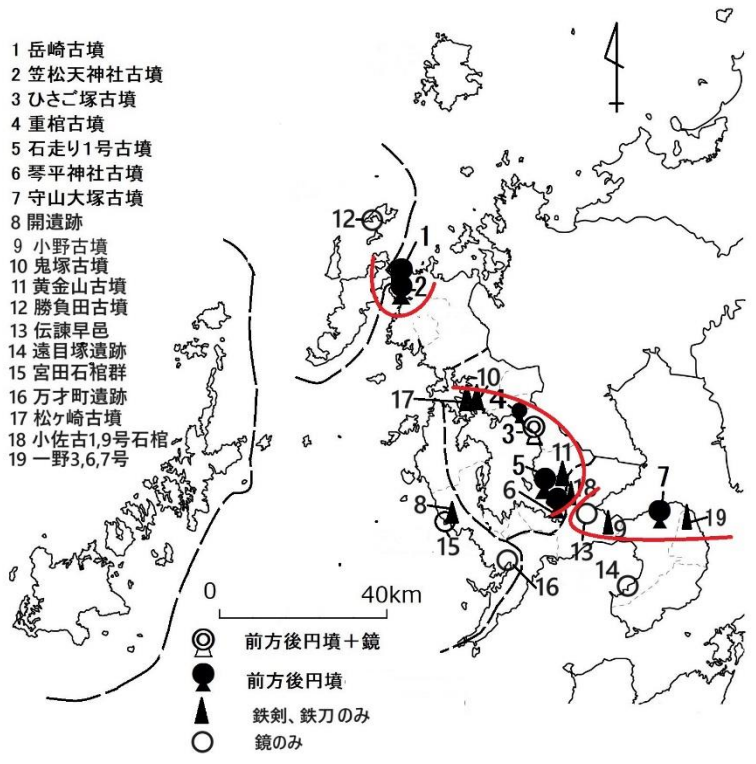 1 岳崎古墳
2 笠松天神社古墳
3 ひさご塚古墳
4 重棺古墳
5 石走り1号古墳
6 琴平神社古墳
7 守山大塚古墳
8 開遺跡
9 小野古墳
10 鬼塚古墳
11 黄金山古墳
12 勝負田古墳
13 伝諫早邑
14 遠目塚遺跡
15 宮田石棺群
16 万才町遺跡
17 松ヶ崎古墳
18 小佐古1,9号石棺
19 一野3,6,7号
12
1
2
10
17
4
3
11
5
18
7
6
8
9
19
15
13
16
14
0 40km
前方後円墳+鏡
前方後円墳
鉄剣、鉄刀のみ
鏡のみ